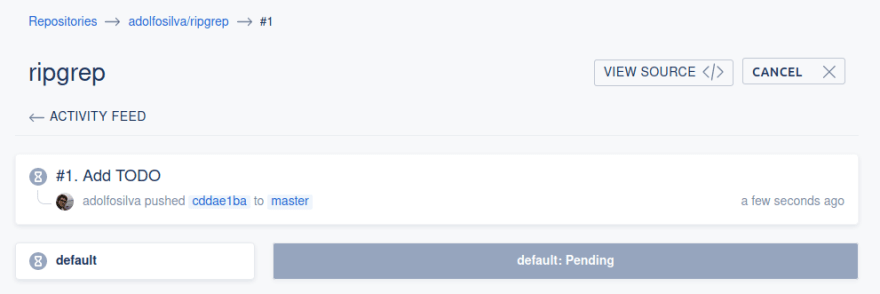 Repositories → adolfosilva/ripgrep → #1
ripgrep
VIEW SOURCE </> CANCEL ×
← ACTIVITY FEED
#1. Add TODO
adolfosilva pushed cddae1ba to master a few seconds ago
default default: Pending